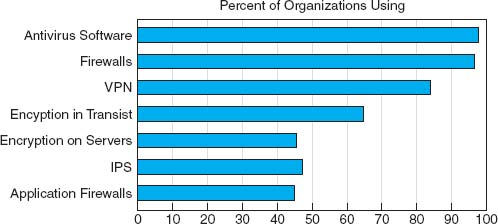 Percent of Organizations Using
Antivirus Software
Firewalls
VPN
Encyption in Transist
Encryption on Servers
IPS
Application Firewalls
0 10 20 30 40 50 60 70 80 90 100